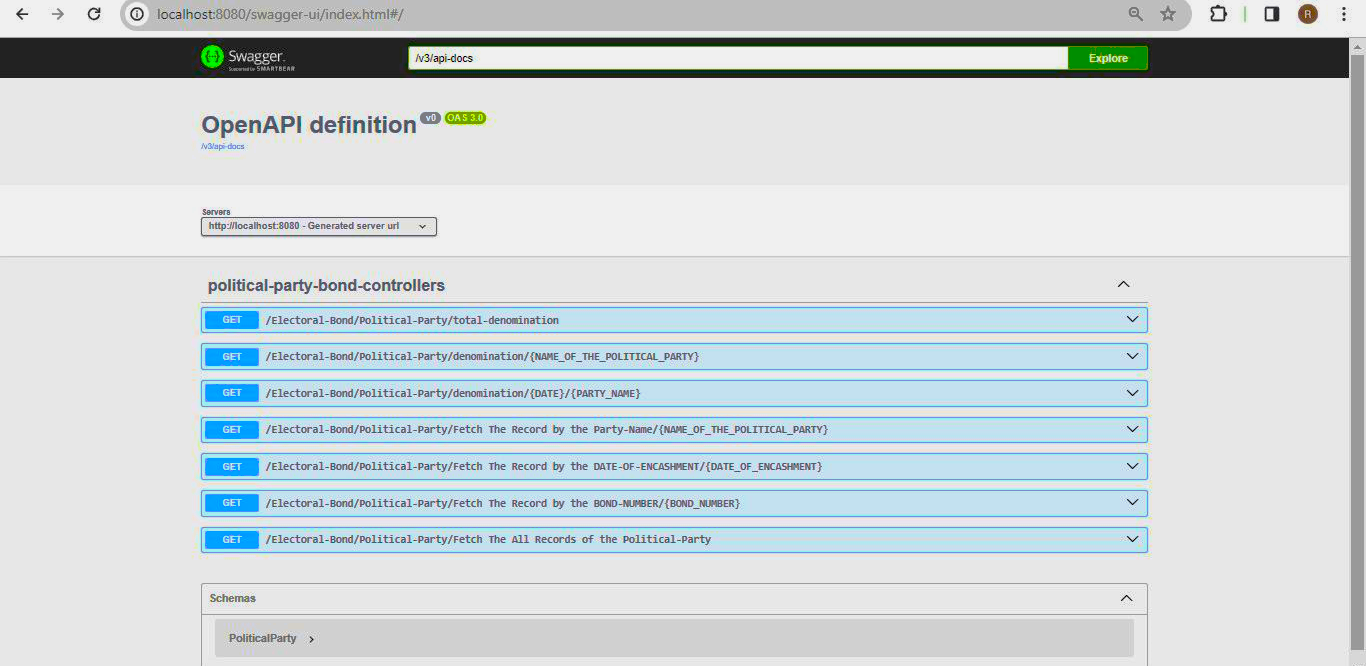 localhost:8080/swagger-ui/index.html#/
R
Swagger.
Supported by SMARTBEAR
/v3/api-docs
Explore
OpenAPI definition v0 OAS 3.0
/v3/api-docs
Servers
http://localhost:8080 - Generated server url
political-party-bond-controllers
GET /Electoral-Bond/Political-Party/total-denomination
GET /Electoral-Bond/Political-Party/denomination/{NAME_OF_THE_POLITICAL_PARTY}
GET /Electoral-Bond/Political-Party/denomination/{DATE}/{PARTY_NAME}
GET /Electoral-Bond/Political-Party/Fetch The Record by the Party-Name/{NAME_OF_THE_POLITICAL_PARTY}
GET /Electoral-Bond/Political-Party/Fetch The Record by the DATE-OF-ENCASHMENT/{DATE_OF_ENCASHMENT}
GET /Electoral-Bond/Political-Party/Fetch The Record by the BOND-NUMBER/{BOND_NUMBER}
GET /Electoral-Bond/Political-Party/Fetch The All Records of the Political-Party
Schemas
PoliticalParty